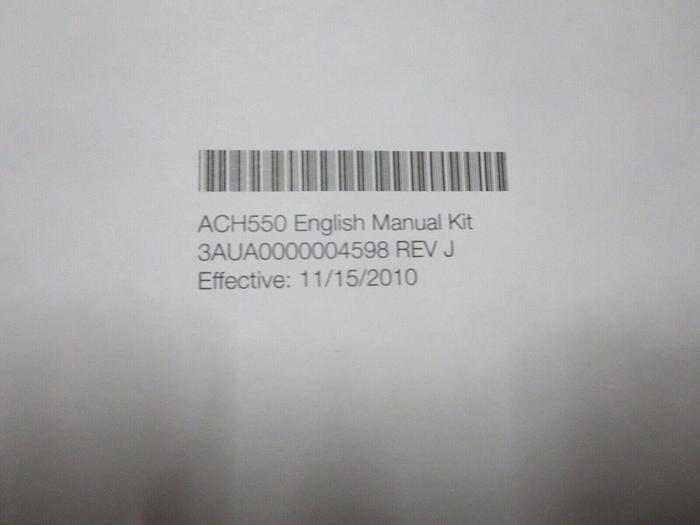 ACH550 English Manual Kit
3AUA0000004598 REV J
Effective: 11/15/2010